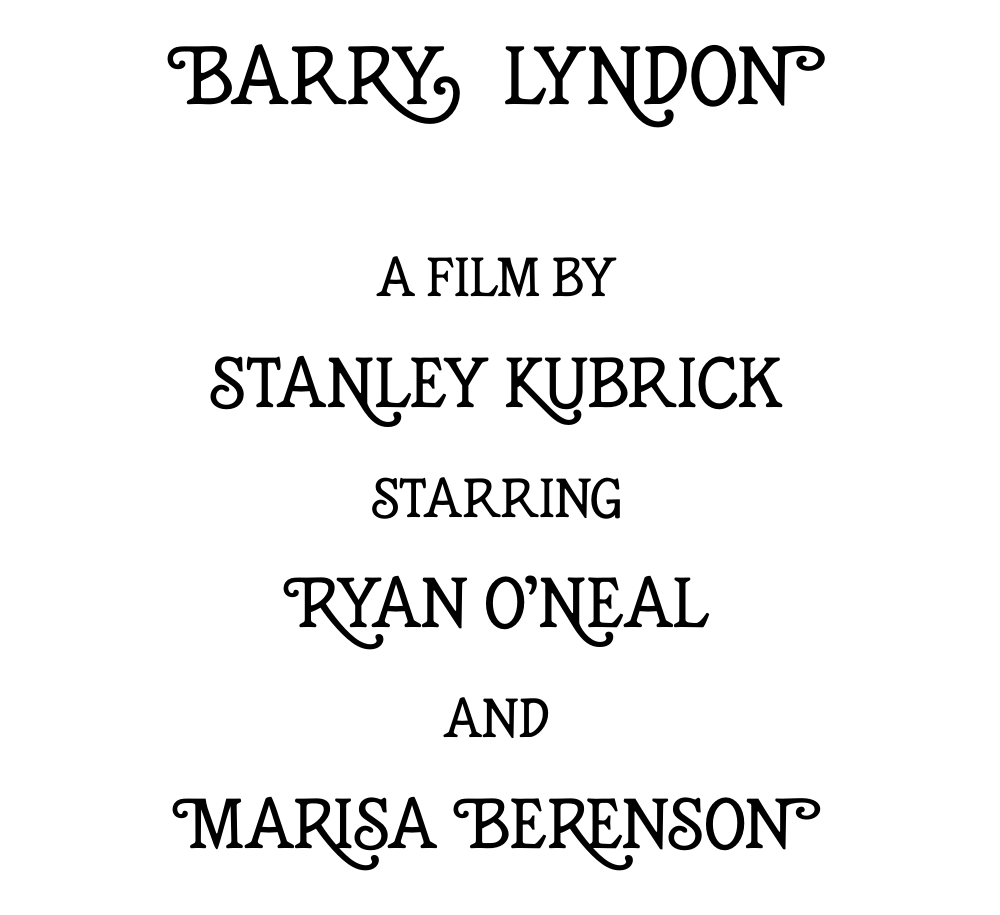 BARRY LYNDON
A FILM BY
STANLEY KUBRICK
STARRING
RYAN O’NEAL
AND
MARISA BERENSON